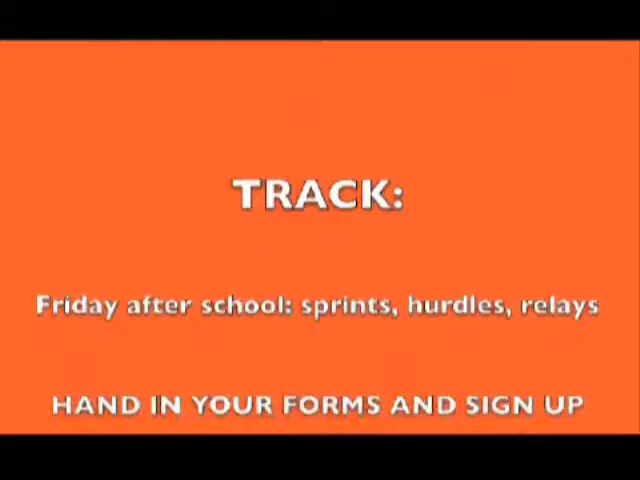 TRACK:
Friday after school: sprints, hurdles, relays
HAND IN YOUR FORMS AND SIGN UP